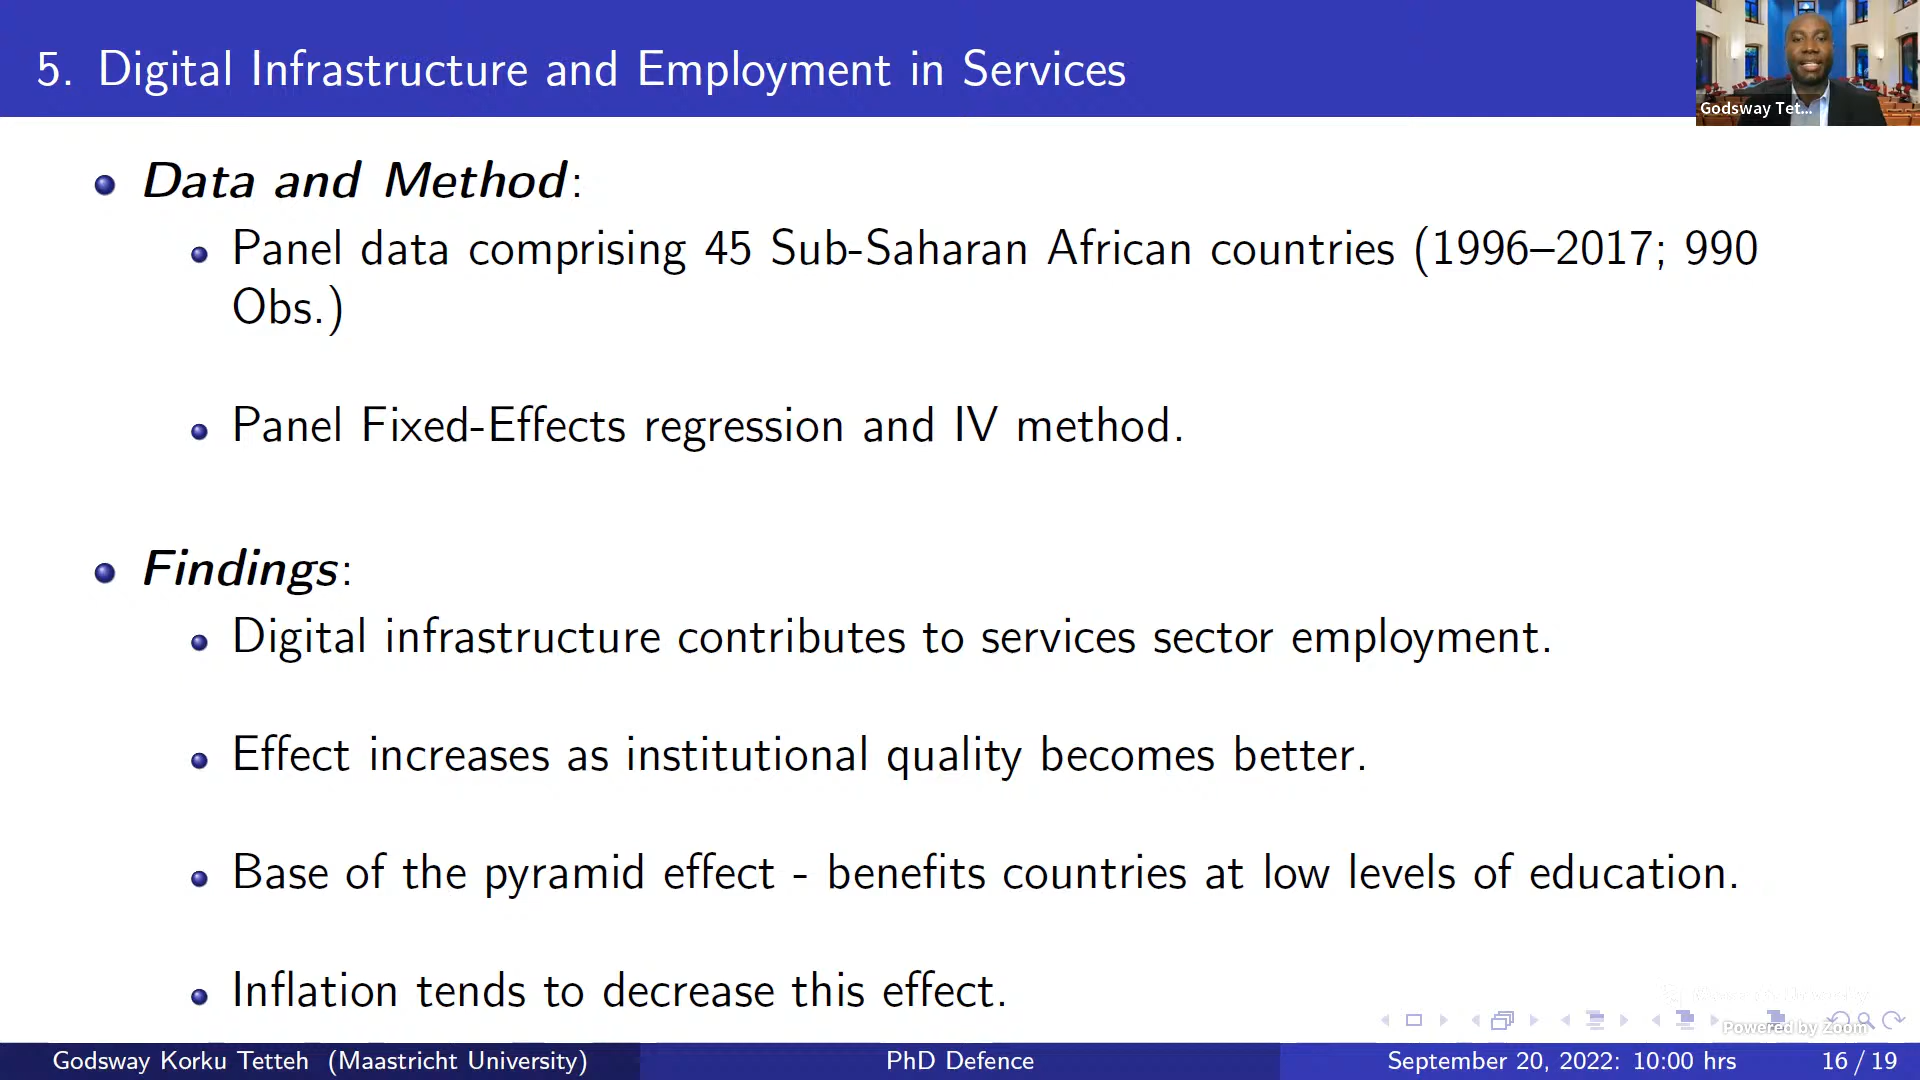 5. Digital Infrastructure and Employment in Services
Godsway Tet...
Data and Method:
Panel data comprising 45 Sub-Saharan African countries (1996–2017; 990
Obs.)
Panel Fixed-Effects regression and IV method.
Findings:
Digital infrastructure contributes to services sector employment.
Effect increases as institutional quality becomes better.
Base of the pyramid effect - benefits countries at low levels of education.
Inflation tends to decrease this effect.
Powered by Zoom
Godsway Korku Tetteh (Maastricht University) PhD Defence September 20, 2022: 10:00 hrs 16 / 19